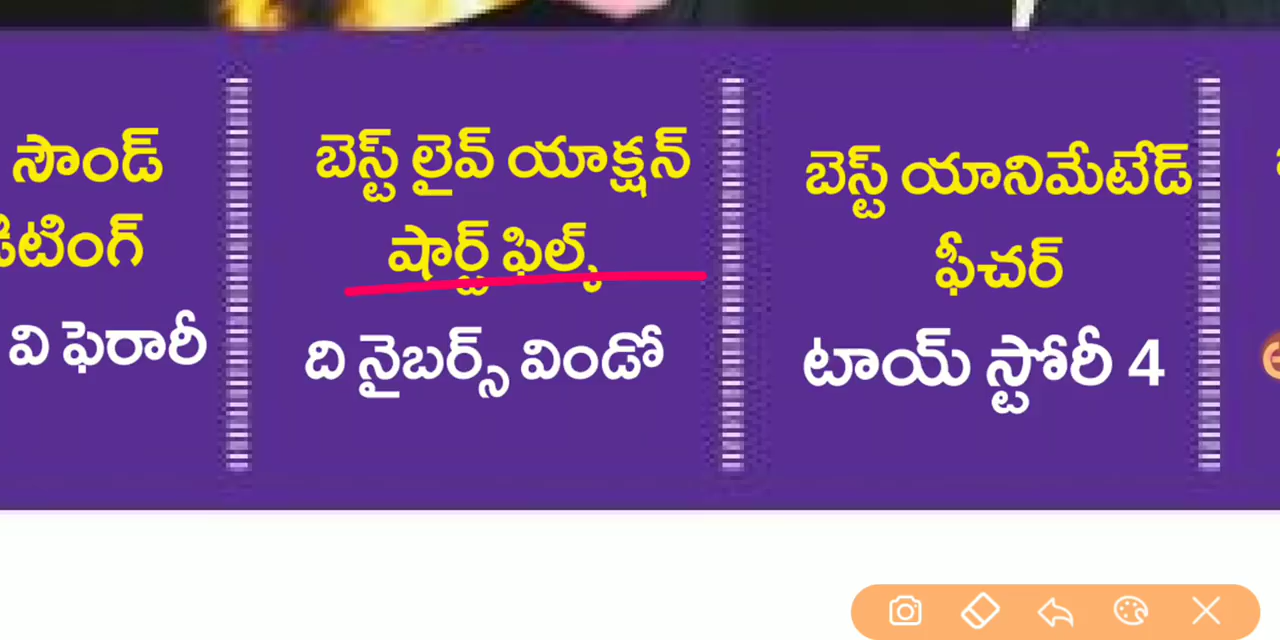 సౌండ్
డిటింగ్
వి ఫెరారీ
బెస్ట్ లైవ్ యాక్షన్
షార్ట్ ఫిల్మ్
ది నైబర్స్ విండో
బెస్ట్ యానిమేటేడ్
ఫీచర్
టాయ్ స్టోరీ 4